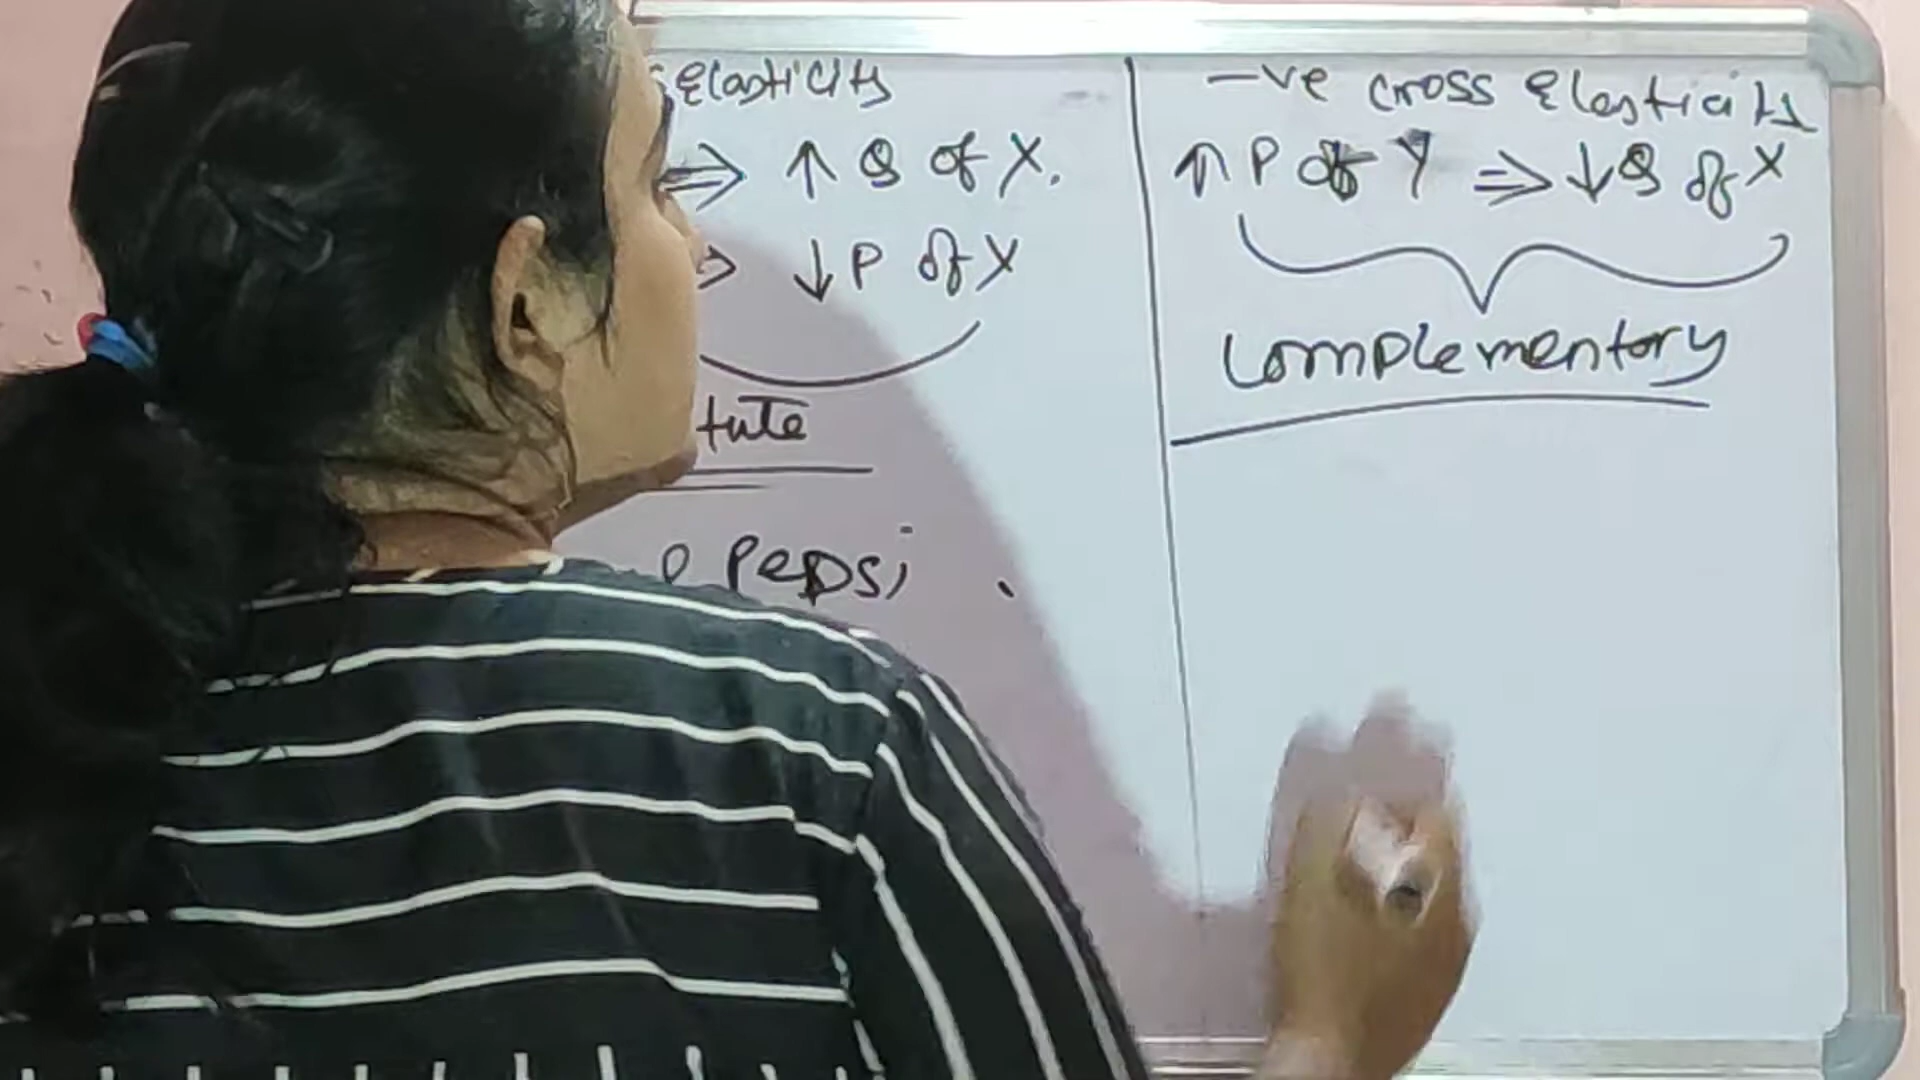 Elasticity
⇒ ↑ Q of X.
⇒ ↓ P of X
tute
Pepsi
-ve cross Elasticity
↑ P of Y ⇒ ↓ Q of X
Complementory